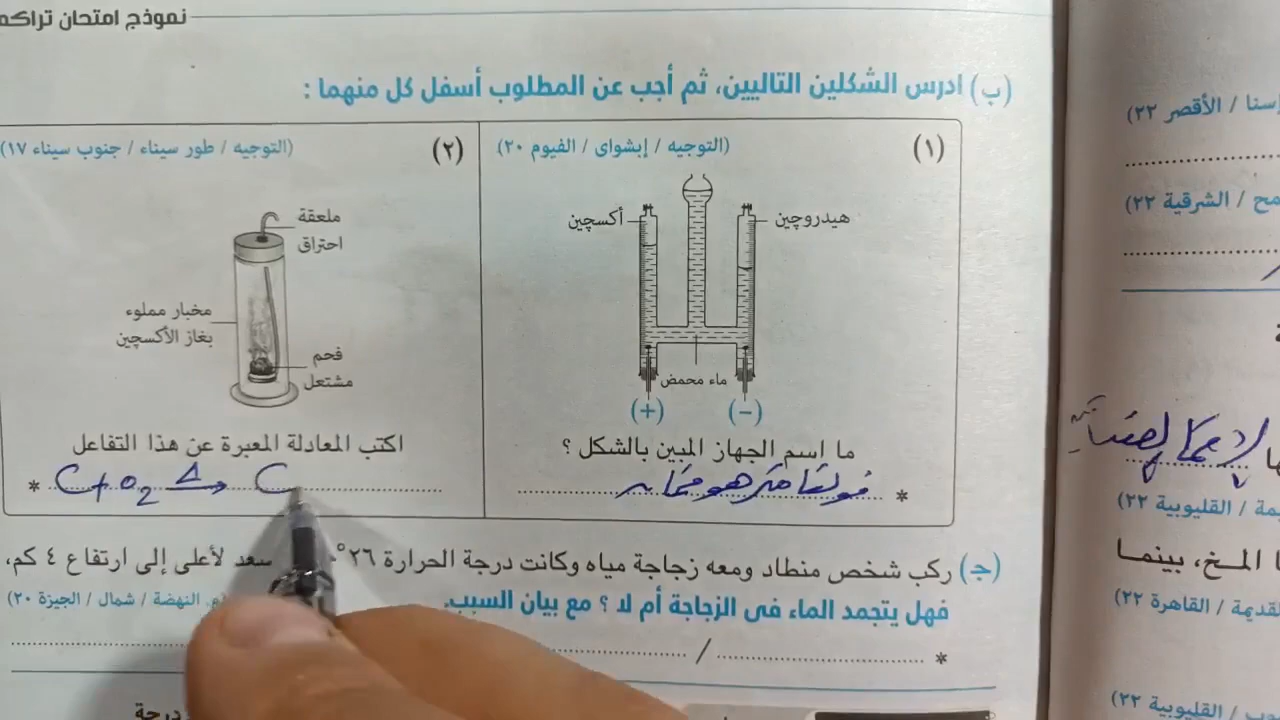 نموذج امتحان تراكم
(ب) ادرس الشكلين التاليين، ثم أجب عن المطلوب أسفل كل منهما :
(١) (التوجيه / إبشواى / الفيوم ٢٠)
أكسچين
هيدروچين
ماء محمض
(+) (−)
ما اسم الجهاز المبين بالشكل ؟
* فولتامتر هوفمان
(٢) (التوجيه / طور سيناء / جنوب سيناء ١٧)
ملعقة
احتراق
مخبار مملوء
بغاز الأكسچين
فحم
مشتعل
اكتب المعادلة المعبرة عن هذا التفاعل
* C + O₂ —Δ→ C
(جـ) ركب شخص منطاد ومعه زجاجة مياه وكانت درجة الحرارة ٢٦° لأعلى إلى ارتفاع ٤ كم،
فهل يتجمد الماء فى الزجاجة أم لا ؟ مع بيان السبب.
النهضة / شمال / الجيزة ٢٠)
* /
درجة
إسنا / الأقصر ٢٢)
الشرقية ٢٢)
القليوبية ٢٢)
ا المخ، بينما
القاهرة ٢٢)
القليوبية ٢٢)